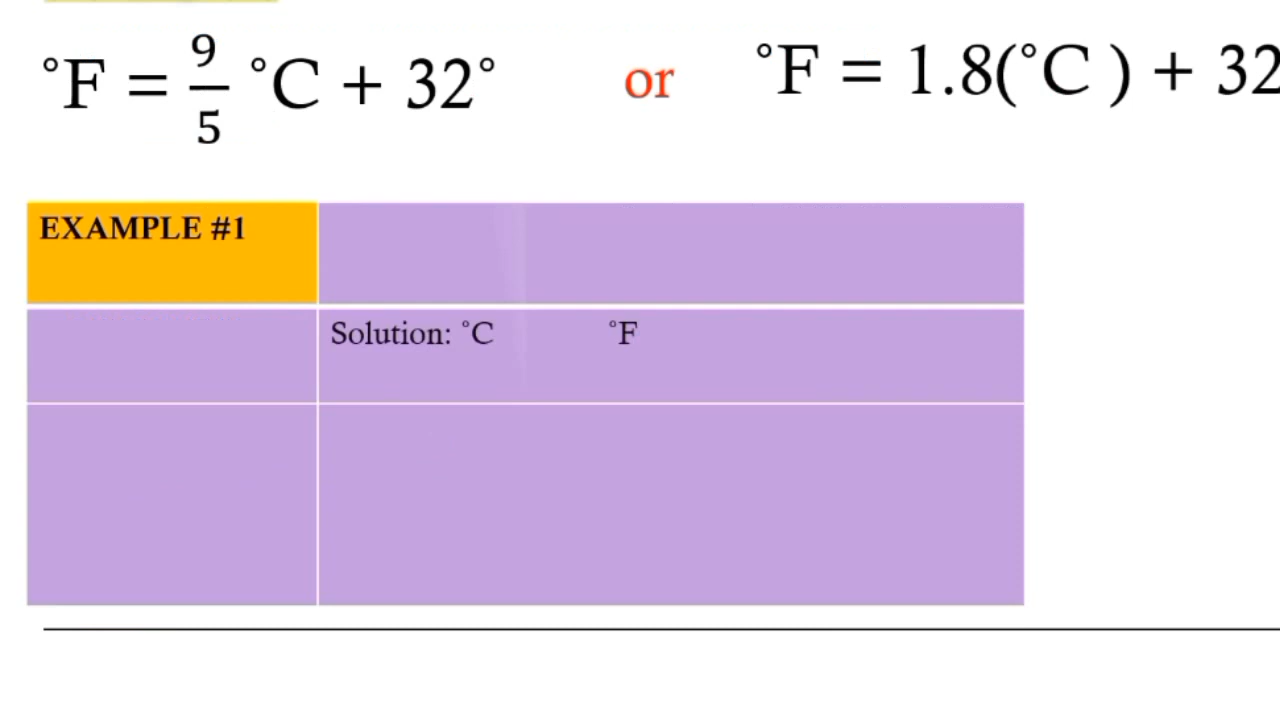 ˚F = 9/5 ˚C + 32˚ or ˚F = 1.8(˚C ) + 32
EXAMPLE #1
Solution: ˚C ˚F